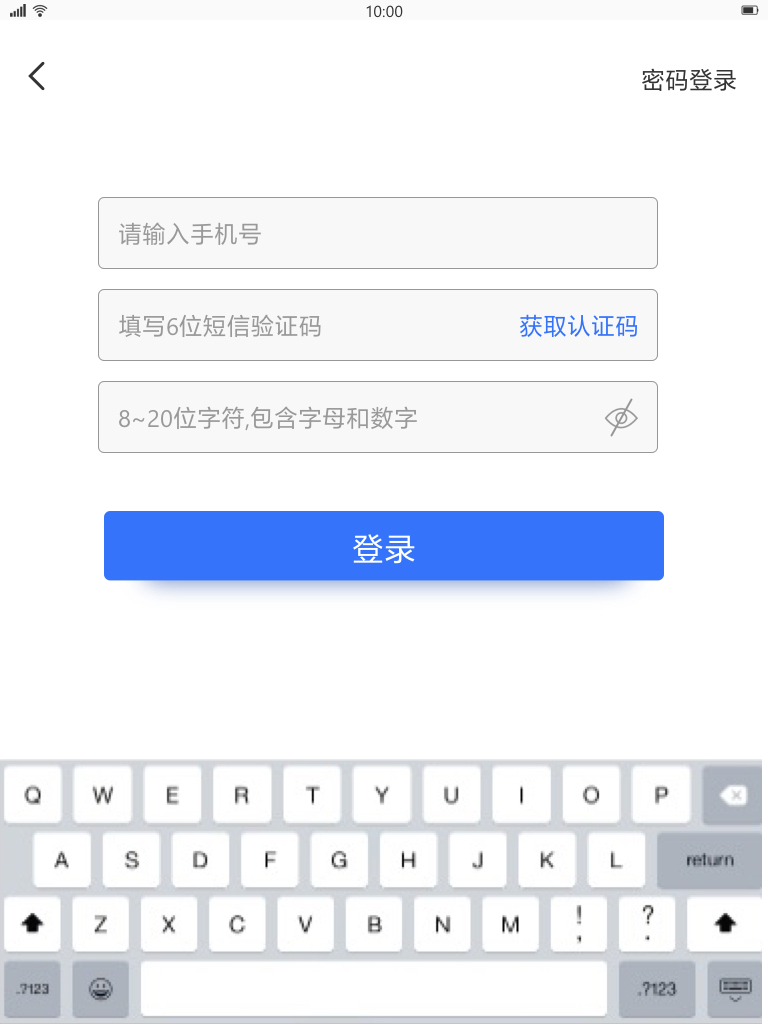 10:00
密码登录
请输入手机号
填写6位短信验证码 获取认证码
8~20位字符,包含字母和数字
登录
Q W E R T Y U I O P
A S D F G H J K L return
Z X C V B N M ! , ? .
.?123 .?123